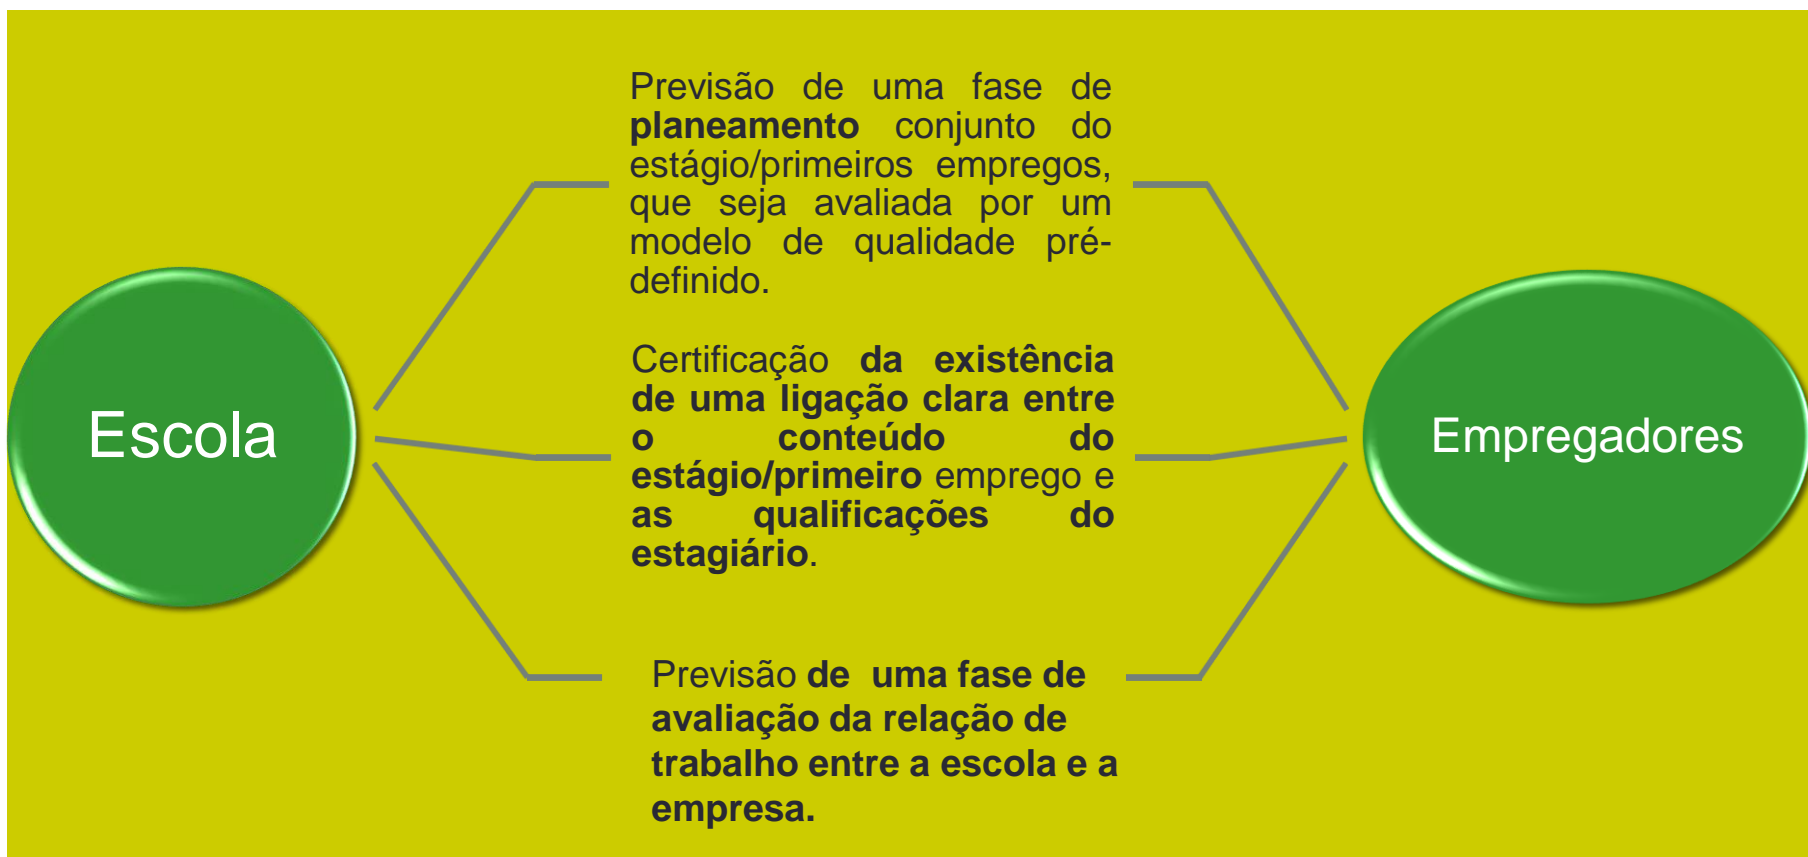 Previsão de uma fase de
planeamento conjunto do
estágio/primeiros empregos,
que seja avaliada por um
modelo de qualidade pré-
definido.
Escola
Certificação da existência
de uma ligação clara entre
o conteúdo do
estágio/primeiro emprego e
as qualificações do
estagiário.
Empregadores
Previsão de uma fase de
avaliação da relação de
trabalho entre a escola e a
empresa.